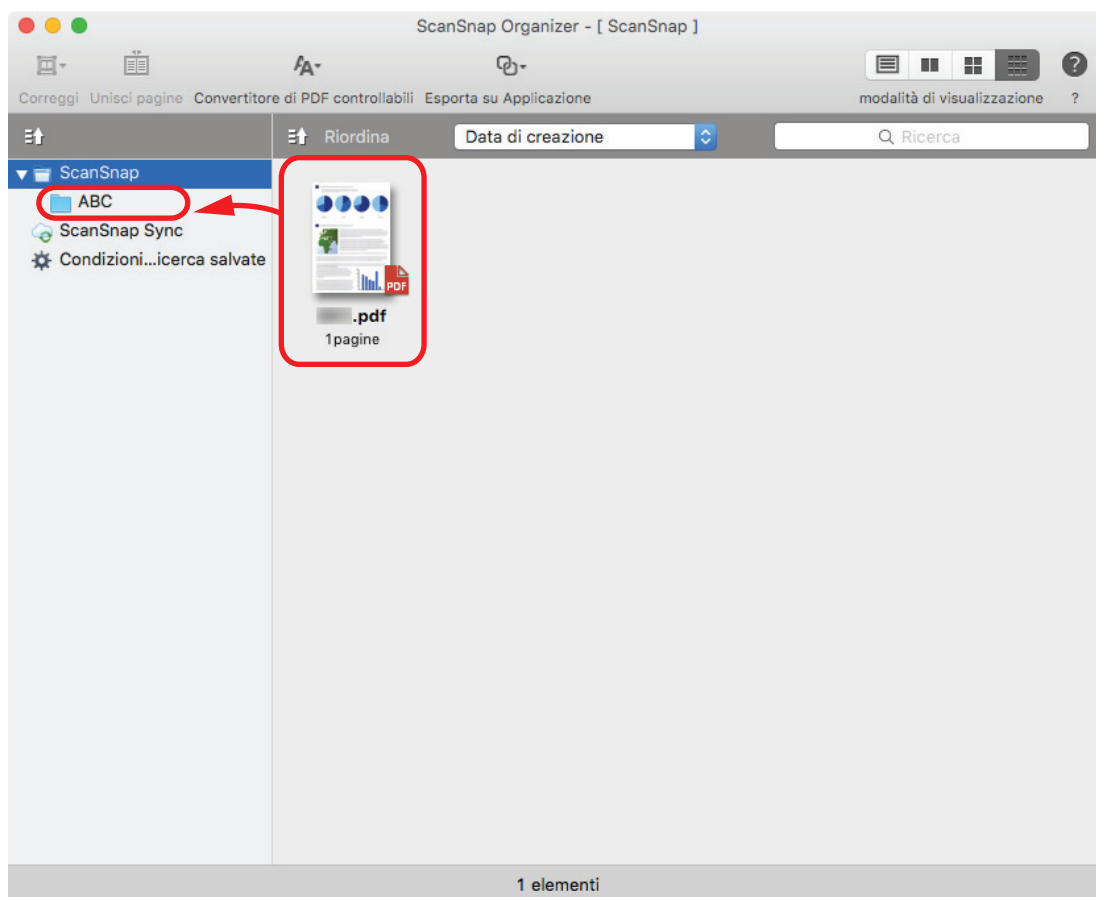 ScanSnap Organizer - [ ScanSnap ]
Correggi Unisci pagine Convertitore di PDF controllabili Esporta su Applicazione modalità di visualizzazione ?
Riordina Data di creazione Ricerca
ScanSnap
ABC
ScanSnap Sync
Condizioni...icerca salvate
PDF
.pdf
1pagine
1 elementi